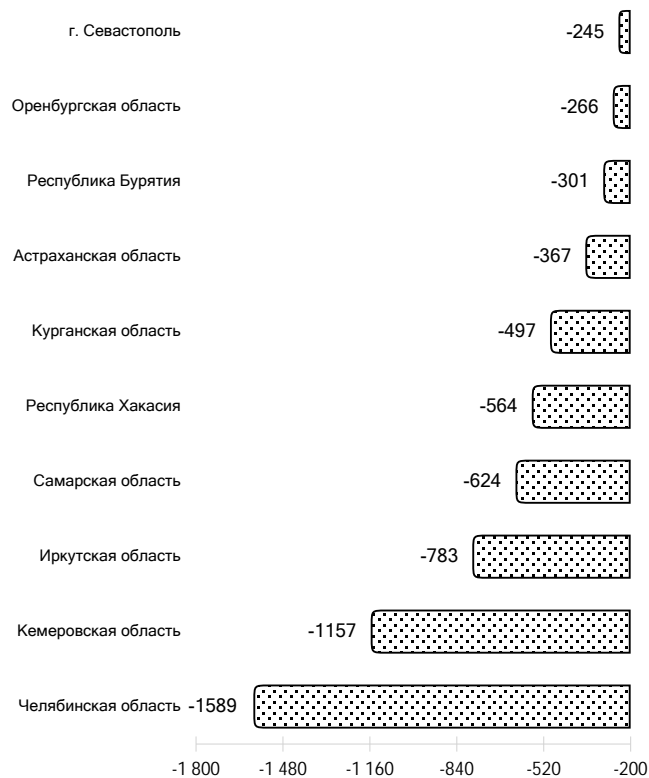 г. Севастополь -245
Оренбургская область -266
Республика Бурятия -301
Астраханская область -367
Курганская область -497
Республика Хакасия -564
Самарская область -624
Иркутская область -783
Кемеровская область -1157
Челябинская область -1589
-1 800 -1 480 -1 160 -840 -520 -200